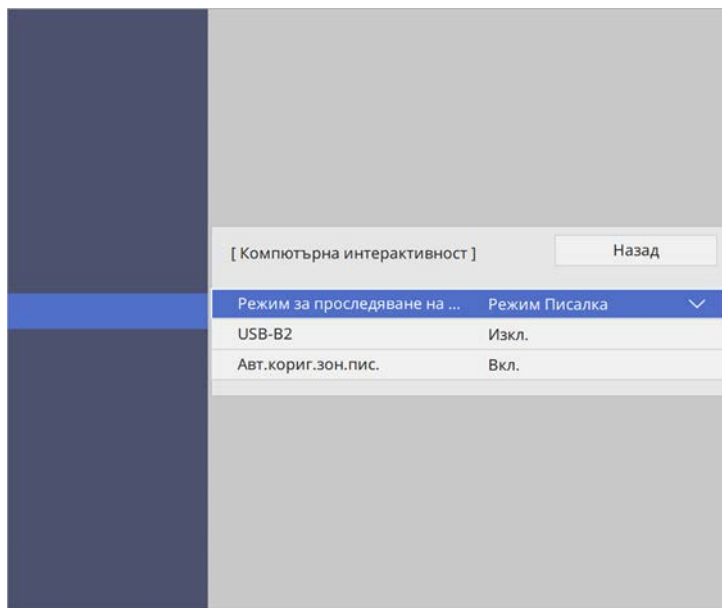 [ Компютърна интерактивност ] Назад
Режим за проследяване на ... Режим Писалка
USB-B2 Изкл.
Авт.кориг.зон.пис. Вкл.